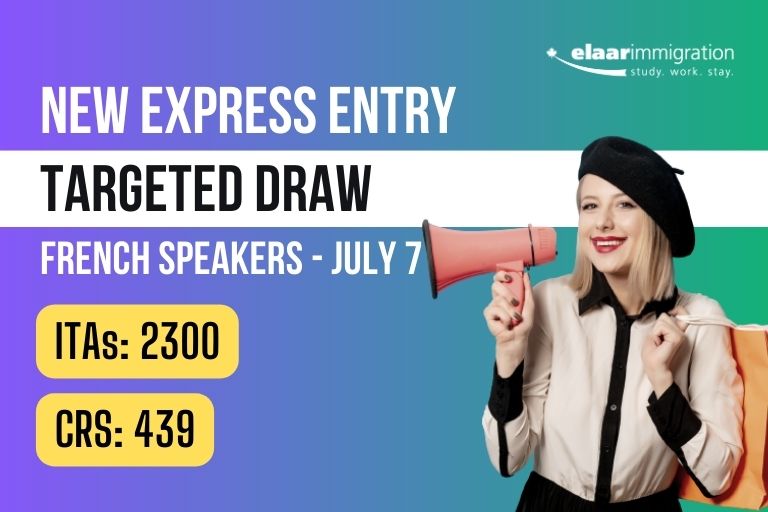 elaarimmigration
study. work. stay.
NEW EXPRESS ENTRY
TARGETED DRAW
FRENCH SPEAKERS - JULY 7
ITAs: 2300
CRS: 439